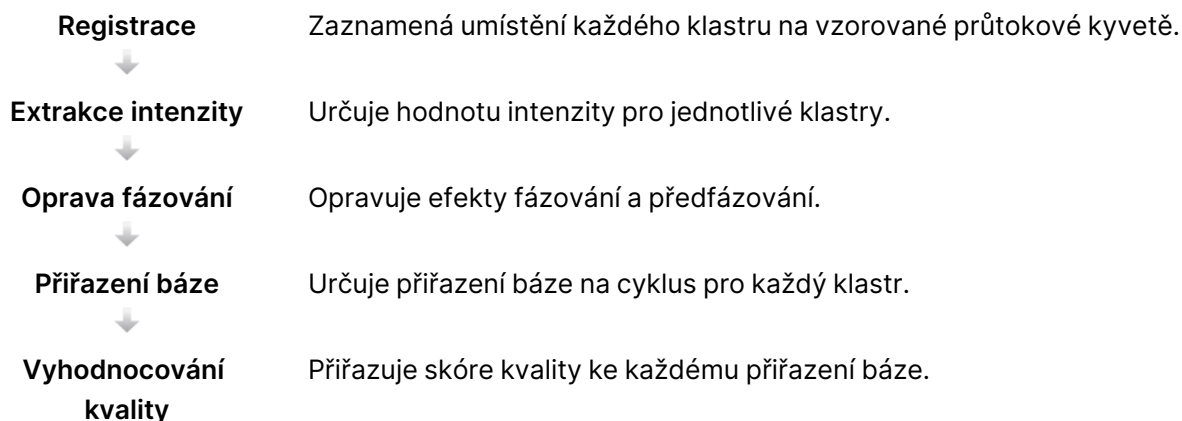 Registrace Zaznamená umístění každého klastru na vzorované průtokové kyvetě.
Extrakce intenzity Určuje hodnotu intenzity pro jednotlivé klastry.
Oprava fázování Opravuje efekty fázování a předfázování.
Přiřazení báze Určuje přiřazení báze na cyklus pro každý klastr.
Vyhodnocování Přiřazuje skóre kvality ke každému přiřazení báze.
kvality